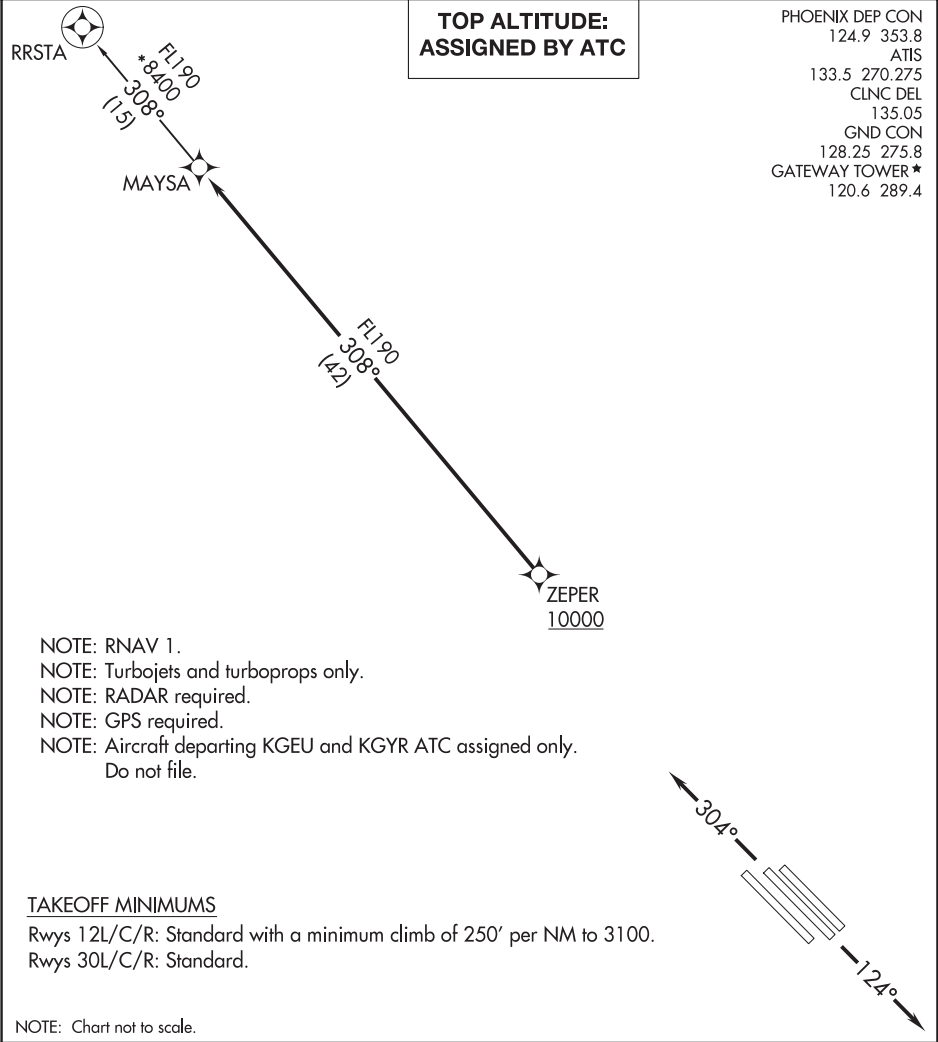 TOP ALTITUDE:
ASSIGNED BY ATC
PHOENIX DEP CON
124.9 353.8
ATIS
133.5 270.275
CLNC DEL
135.05
GND CON
128.25 275.8
GATEWAY TOWER★
120.6 289.4
RRSTA
FL190
*8400
308°
(15)
MAYSA
FL190
308°
(42)
ZEPER
10000
NOTE: RNAV 1.
NOTE: Turbojets and turboprops only.
NOTE: RADAR required.
NOTE: GPS required.
NOTE: Aircraft departing KGEU and KGYR ATC assigned only.
Do not file.
304°
124°
TAKEOFF MINIMUMS
Rwys 12L/C/R: Standard with a minimum climb of 250' per NM to 3100.
Rwys 30L/C/R: Standard.
NOTE: Chart not to scale.